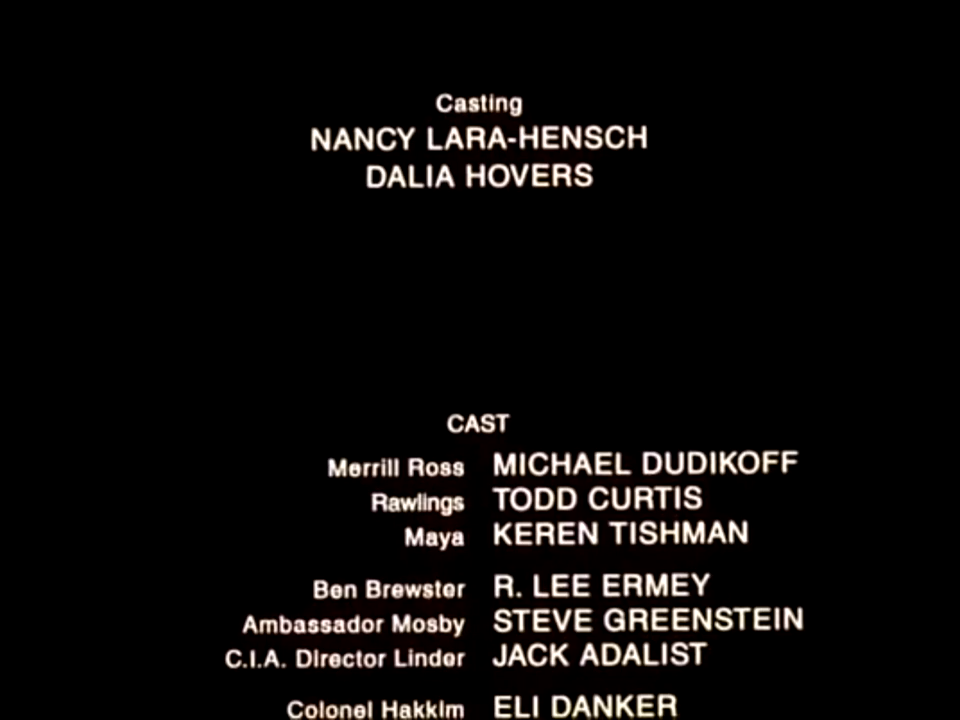 Casting
NANCY LARA-HENSCH
DALIA HOVERS
CAST
Merrill Ross MICHAEL DUDIKOFF
Rawlings TODD CURTIS
Maya KEREN TISHMAN
Ben Brewster R. LEE ERMEY
Ambassador Mosby STEVE GREENSTEIN
C.I.A. Director Linder JACK ADALIST
Colonel Hakkim ELI DANKER